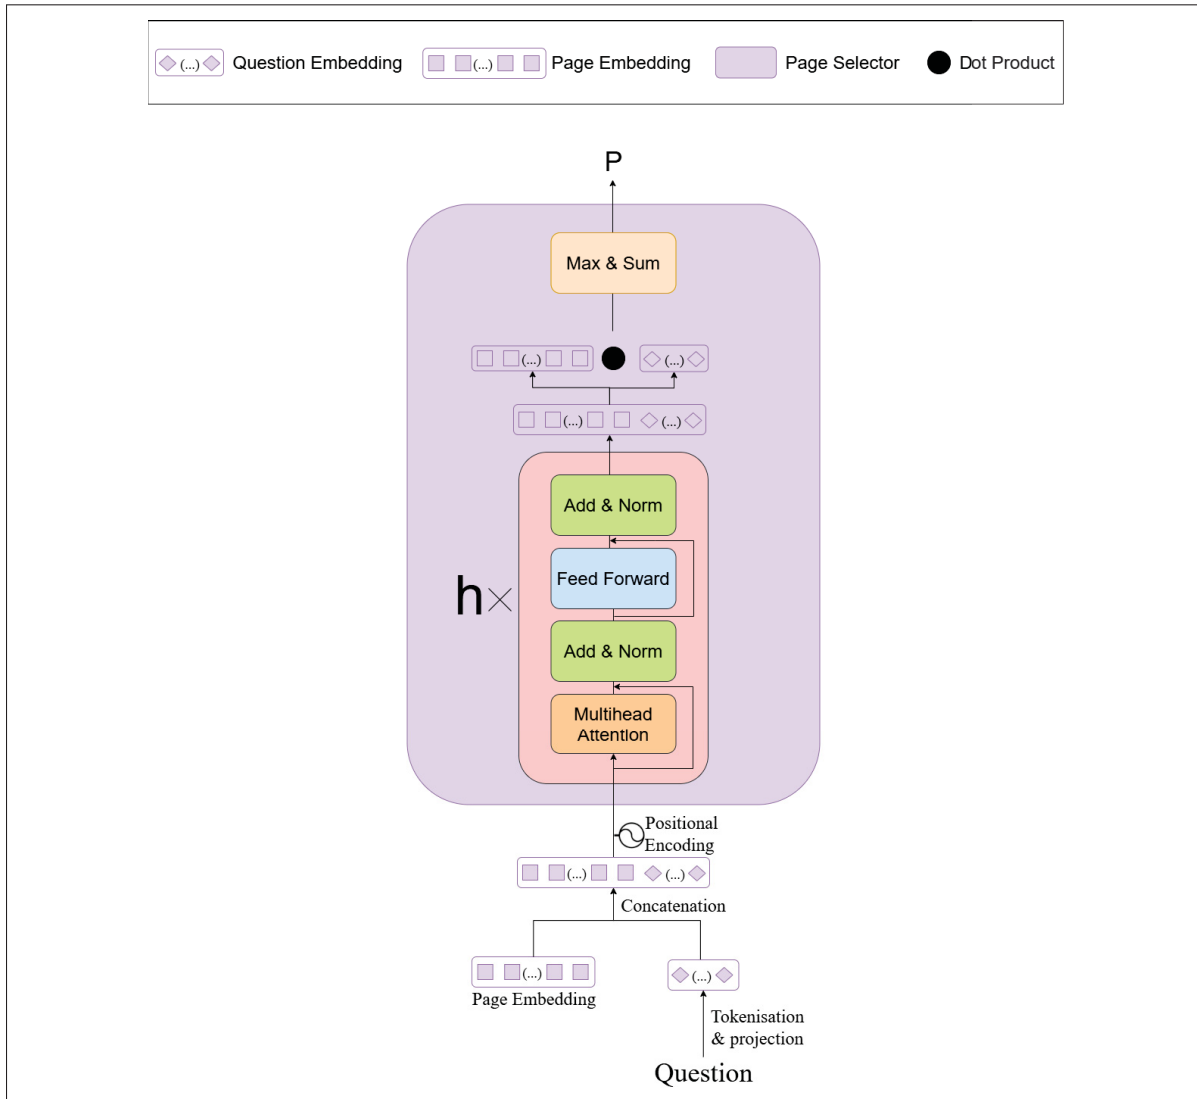 (...) Question Embedding (...) Page Embedding Page Selector Dot Product
P
Max & Sum
(...) (...)
(...) (...)
Add & Norm
Feed Forward
h×
Add & Norm
Multihead
Attention
Positional
Encoding
(...) (...)
Concatenation
(...) (...)
Page Embedding
Tokenisation
& projection
Question